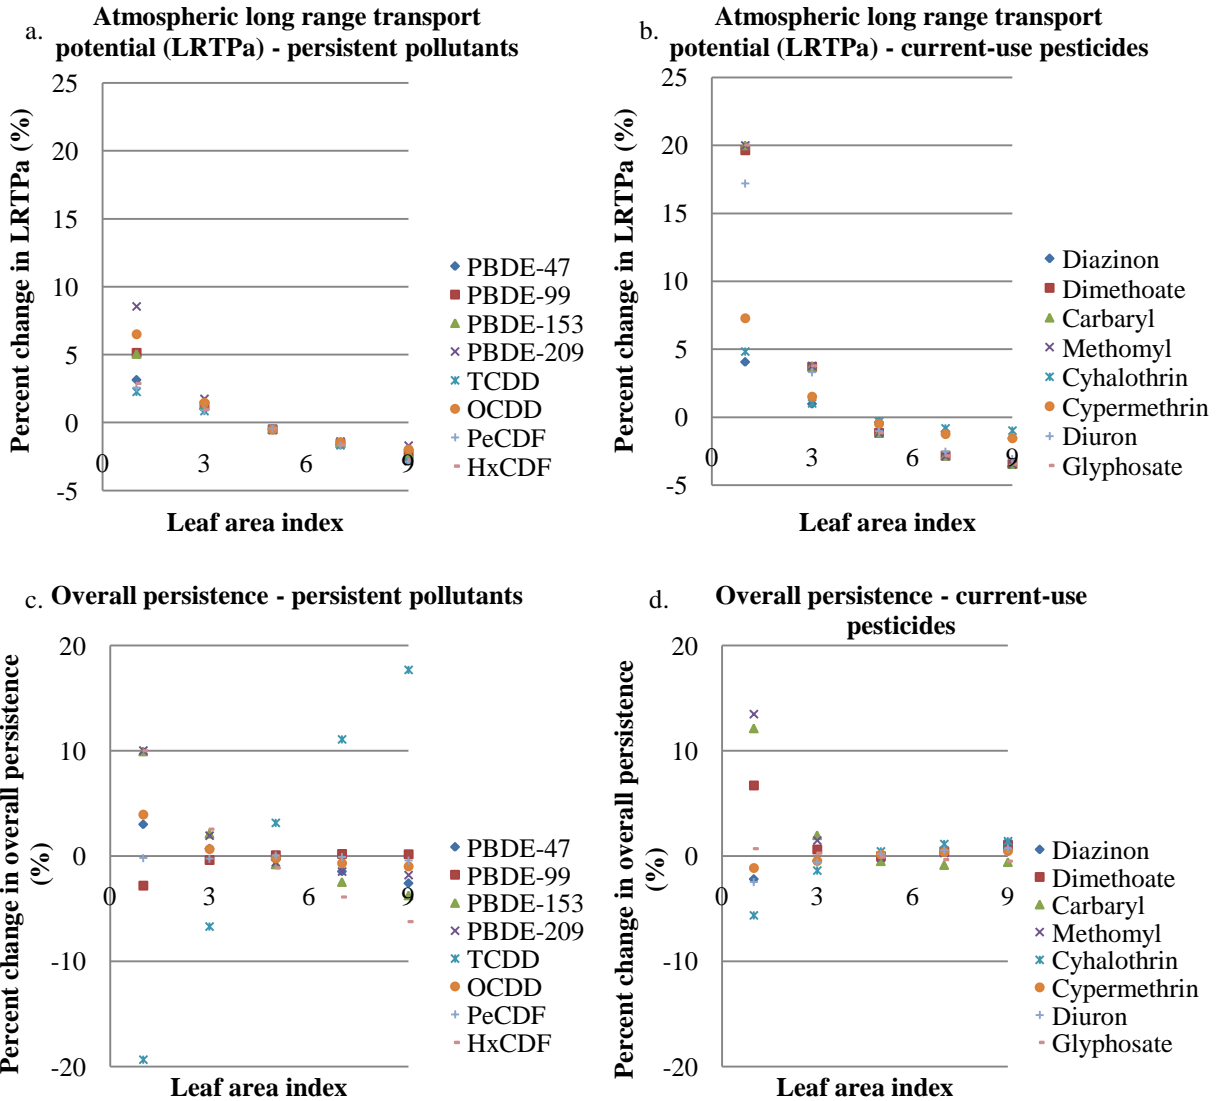 a.
Atmospheric long range transport
potential (LRTPa) - persistent pollutants
Percent change in LRTPa (%)
25
20
15
10
5
0
-5
0
3
6
9
Leaf area index
PBDE-47
PBDE-99
PBDE-153
PBDE-209
TCDD
OCDD
PeCDF
HxCDF
b.
Atmospheric long range transport
potential (LRTPa) - current-use pesticides
Percent change in LRTPa (%)
25
20
15
10
5
0
-5
0
3
6
9
Leaf area index
Diazinon
Dimethoate
Carbaryl
Methomyl
Cyhalothrin
Cypermethrin
Diuron
Glyphosate
c.
Overall persistence - persistent pollutants
Percent change in overall persistence
(%)
20
10
0
-10
-20
0
3
6
9
Leaf area index
PBDE-47
PBDE-99
PBDE-153
PBDE-209
TCDD
OCDD
PeCDF
HxCDF
d.
Overall persistence - current-use
pesticides
Percent change in overall persistence
(%)
20
10
0
-10
-20
0
3
6
9
Leaf area index
Diazinon
Dimethoate
Carbaryl
Methomyl
Cyhalothrin
Cypermethrin
Diuron
Glyphosate